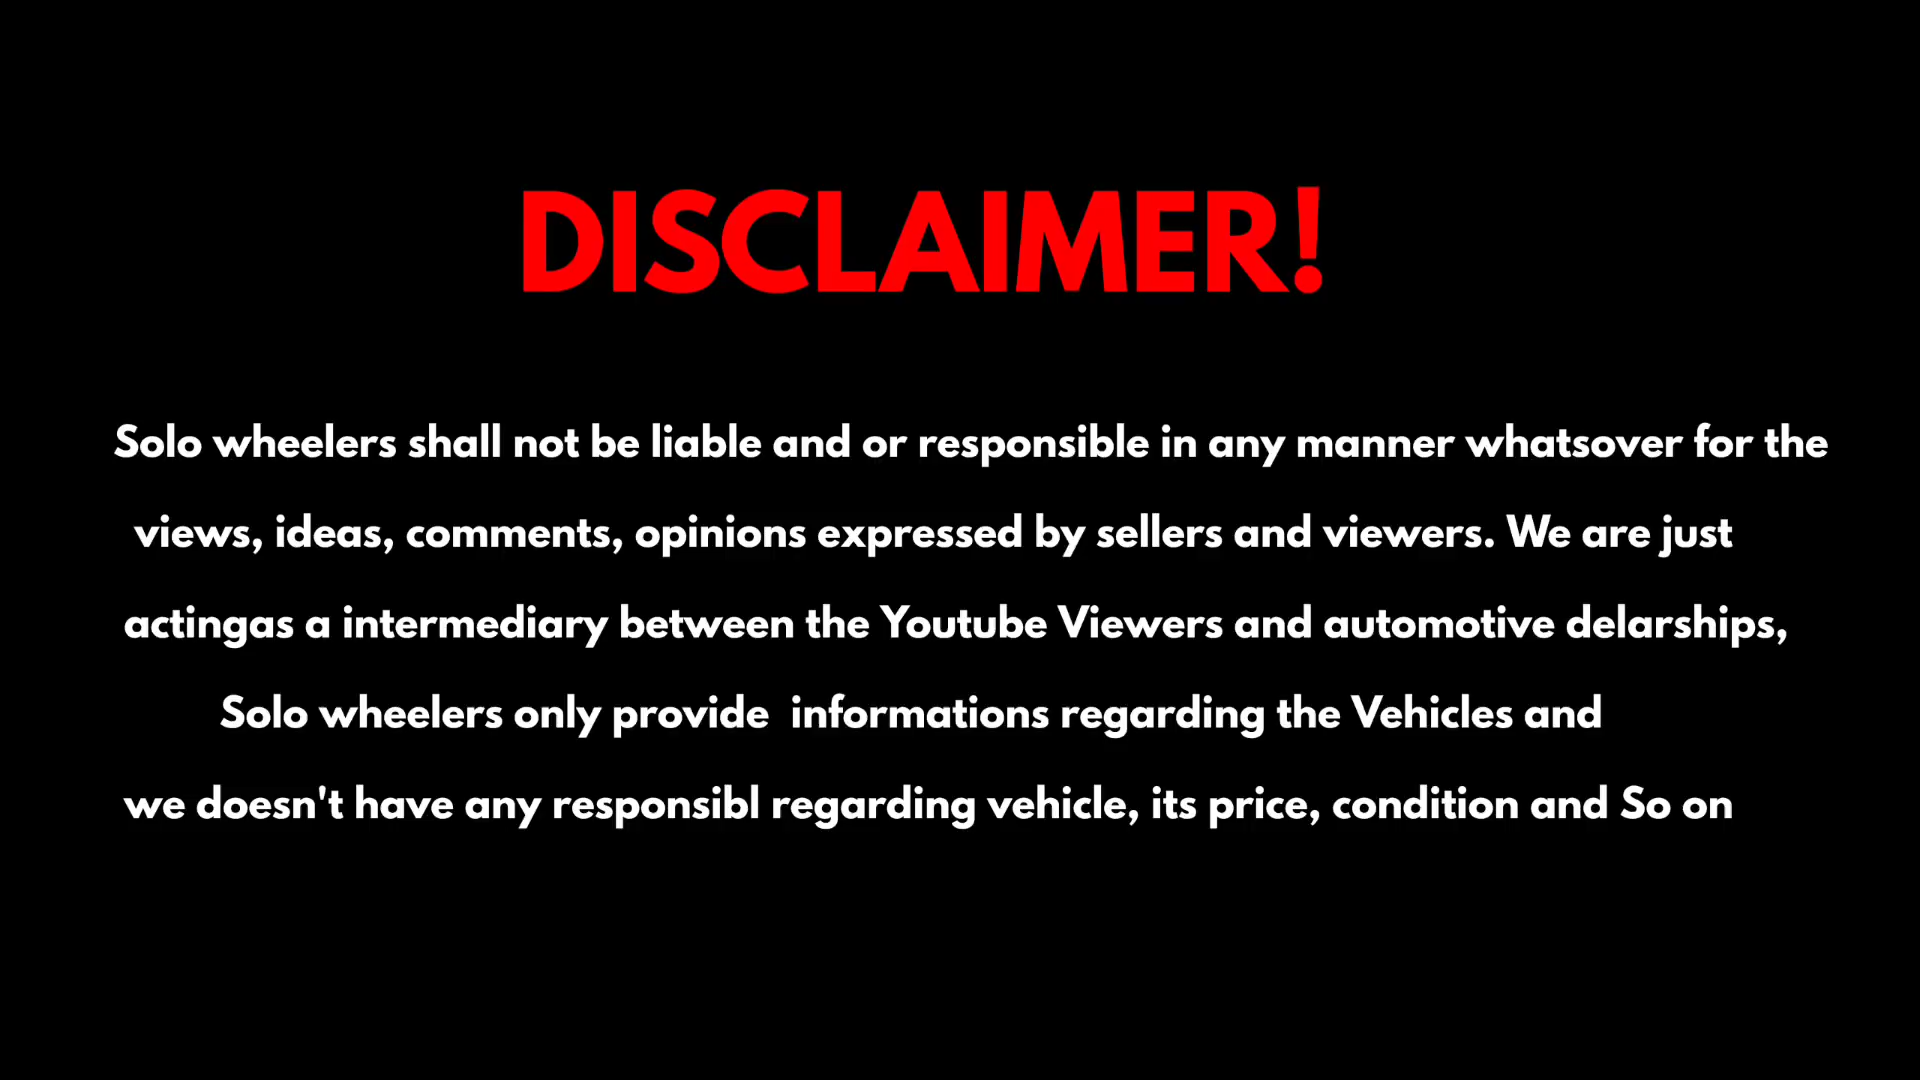 DISCLAIMER!
Solo wheelers shall not be liable and or responsible in any manner whatsover for the
views, ideas, comments, opinions expressed by sellers and viewers. We are just
actingas a intermediary between the Youtube Viewers and automotive delarships,
Solo wheelers only provide  informations regarding the Vehicles and
we doesn't have any responsibl regarding vehicle, its price, condition and So on